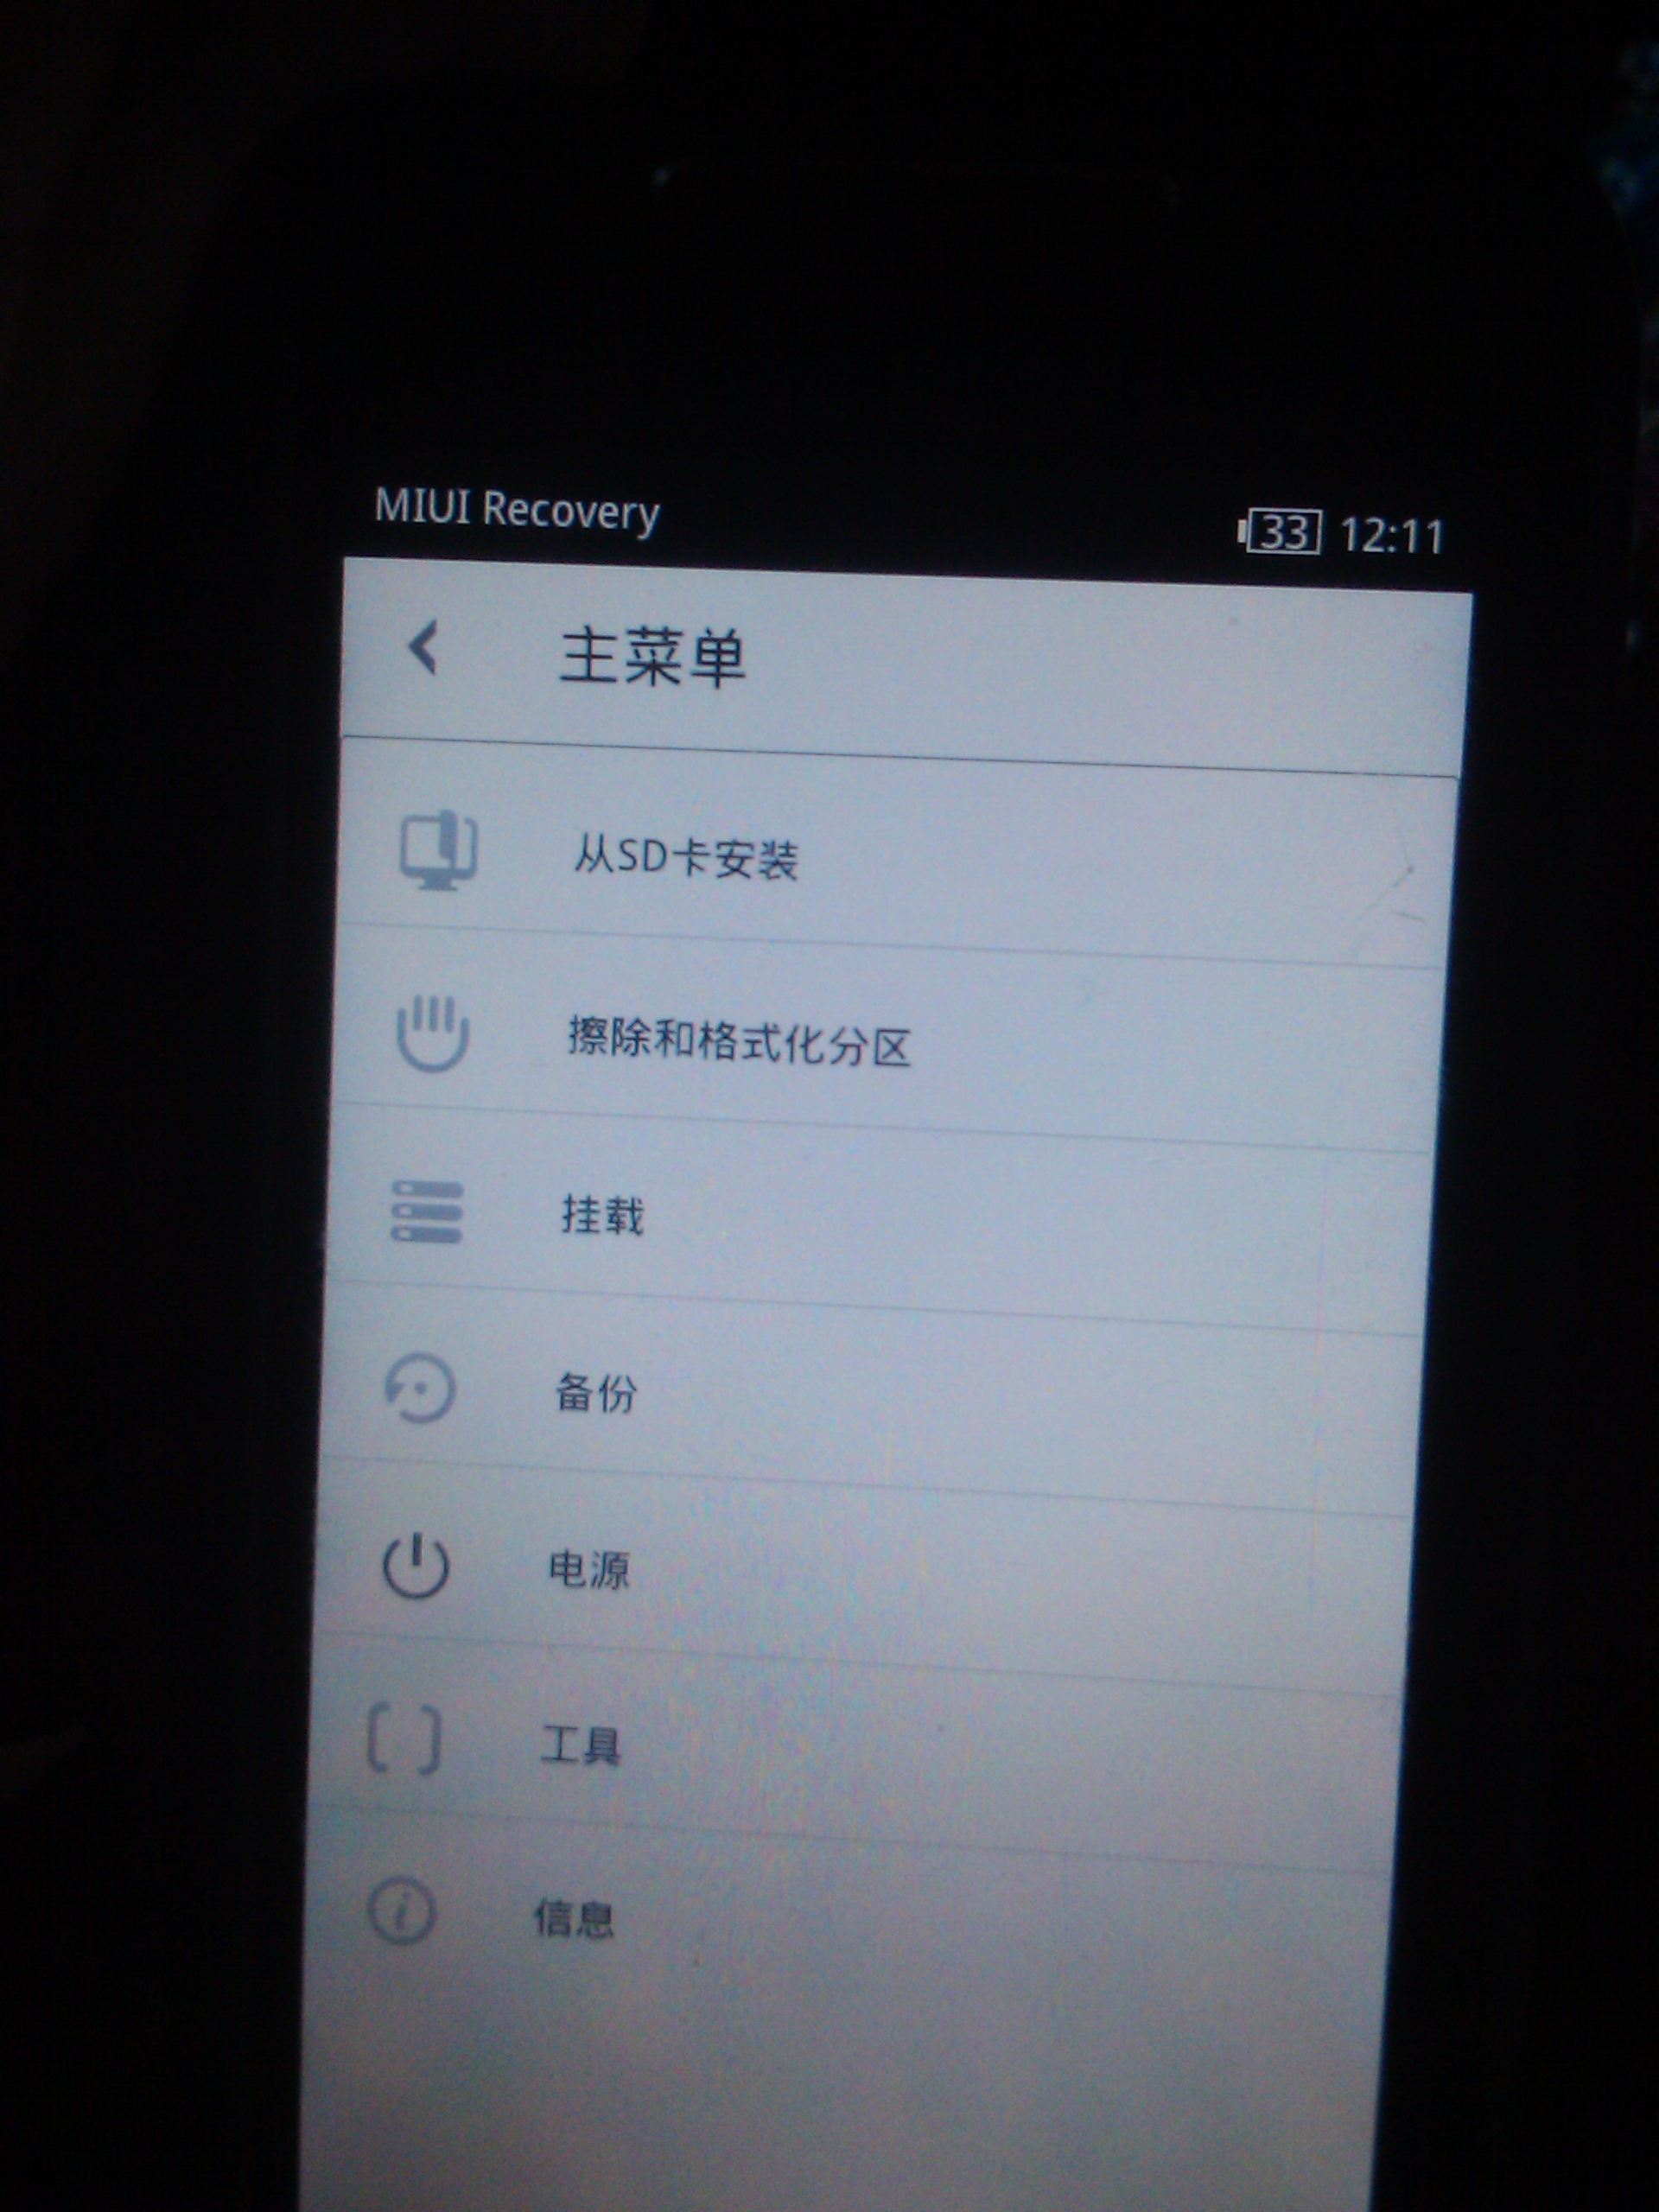 MIUI Recovery
33 12:11
主菜单
从SD卡安装
擦除和格式化分区
挂载
备份
电源
工具
信息